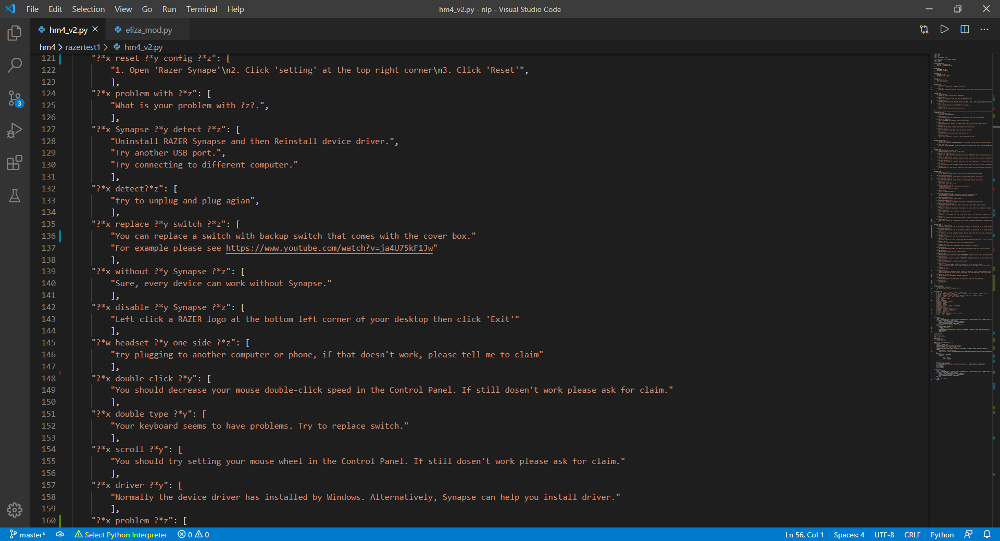 File Edit Selection View Go Run Terminal Help
hm4_v2.py - nlp - Visual Studio Code
hm4_v2.py
eliza_mod.py
hm4 > razertest1 > hm4_v2.py
121 "?*x reset ?*y config ?*z": [
122 "1. Open 'Razer Synape'\n2. Click 'setting' at the top right corner\n3. Click 'Reset'",
123 ],
124 "?*x problem with ?*z": [
125 "What is your problem with ?z?.",
126 ],
127 "?*x Synapse ?*y detect ?*z": [
128 "Uninstall RAZER Synapse and then Reinstall device driver.",
129 "Try another USB port.",
130 "Try connecting to different computer."
131 ],
132 "?*x detect?*z": [
133 "try to unplug and plug agian",
134 ],
135 "?*x replace ?*y switch ?*z": [
136 "You can replace a switch with backup switch that comes with the cover box."
137 "For example please see https://www.youtube.com/watch?v=ja4U75kF1Jw"
138 ],
139 "?*x without ?*y Synapse ?*z": [
140 "Sure, every device can work without Synapse."
141 ],
142 "?*x disable ?*y Synapse ?*z": [
143 "Left click a RAZER logo at the bottom left corner of your desktop then click 'Exit'"
144 ],
145 "?*w headset ?*y one side ?*z": [
146 "try plugging to another computer or phone, if that doesn't work, please tell me to claim"
147 ],
148 "?*x double click ?*y": [
149 "You should decrease your mouse double-click speed in the Control Panel. If still dosen't work please ask for claim."
150 ],
151 "?*x double type ?*y": [
152 "Your keyboard seems to have problems. Try to replace switch."
153 ],
154 "?*x scroll ?*y": [
155 "You should try setting your mouse wheel in the Control Panel. If still dosen't work please ask for claim."
156 ],
157 "?*x driver ?*y": [
158 "Normally the device driver has installed by Windows. Alternatively, Synapse can help you install driver."
159 ],
160 "?*x problem ?*z": [
3
master* Select Python Interpreter 0 0 Ln 56, Col 1 Spaces: 4 UTF-8 CRLF Python